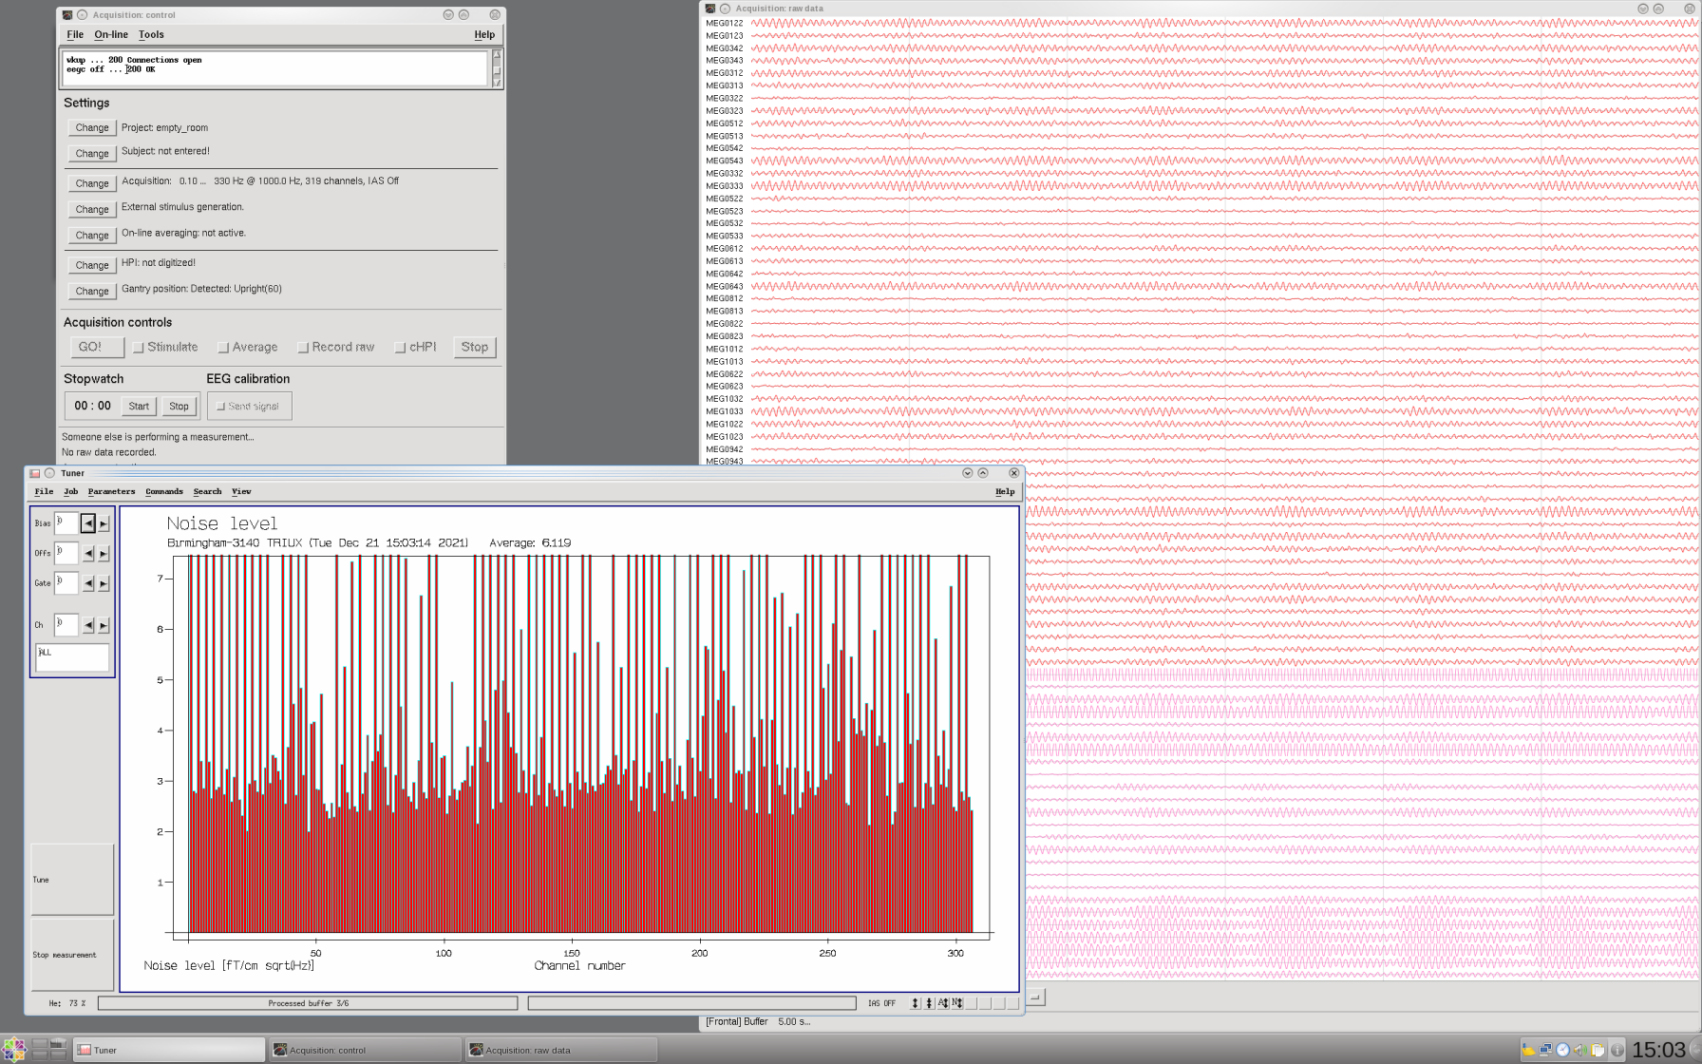 Acquisition: control
File On-line Tools Help
wkup ... 200 Connections open
eegc off ... 200 OK
Settings
Change Project: empty_room
Change Subject: not entered!
Change Acquisition: 0.10 ... 330 Hz @ 1000.0 Hz, 319 channels, IAS Off
Change External stimulus generation.
Change On-line averaging: not active.
Change HPI: not digitized!
Change Gantry position: Detected: Upright(60)
Acquisition controls
GO! Stimulate Average Record raw cHPI Stop
Stopwatch EEG calibration
00 : 00 Start Stop Send signal
Someone else is performing a measurement...
No raw data recorded.
Acquisition: raw data
MEG0122
MEG0123
MEG0342
MEG0343
MEG0312
MEG0313
MEG0322
MEG0323
MEG0512
MEG0513
MEG0542
MEG0543
MEG0332
MEG0333
MEG0522
MEG0523
MEG0532
MEG0533
MEG0612
MEG0613
MEG0642
MEG0643
MEG0812
MEG0813
MEG0822
MEG0823
MEG1012
MEG1013
MEG0622
MEG0623
MEG1032
MEG1033
MEG1022
MEG1023
MEG0942
MEG0943
Tuner
File Job Parameters Commands Search View Help
Bias 0
Offs 0
Gate 0
Ch 0
ALL
Tune
Stop measurement
Noise level
Birmingham-3140 TRIUX (Tue Dec 21 15:03:14 2021) Average: 6.119
7
6
5
4
3
2
1
50 100 150 200 250 300
Noise level [fT/cm sqrt(Hz)] Channel number
He: 73 % Processed buffer 3/6 IAS OFF
[Frontal] Buffer 5.00 s...
Tuner Acquisition: control Acquisition: raw data 15:03